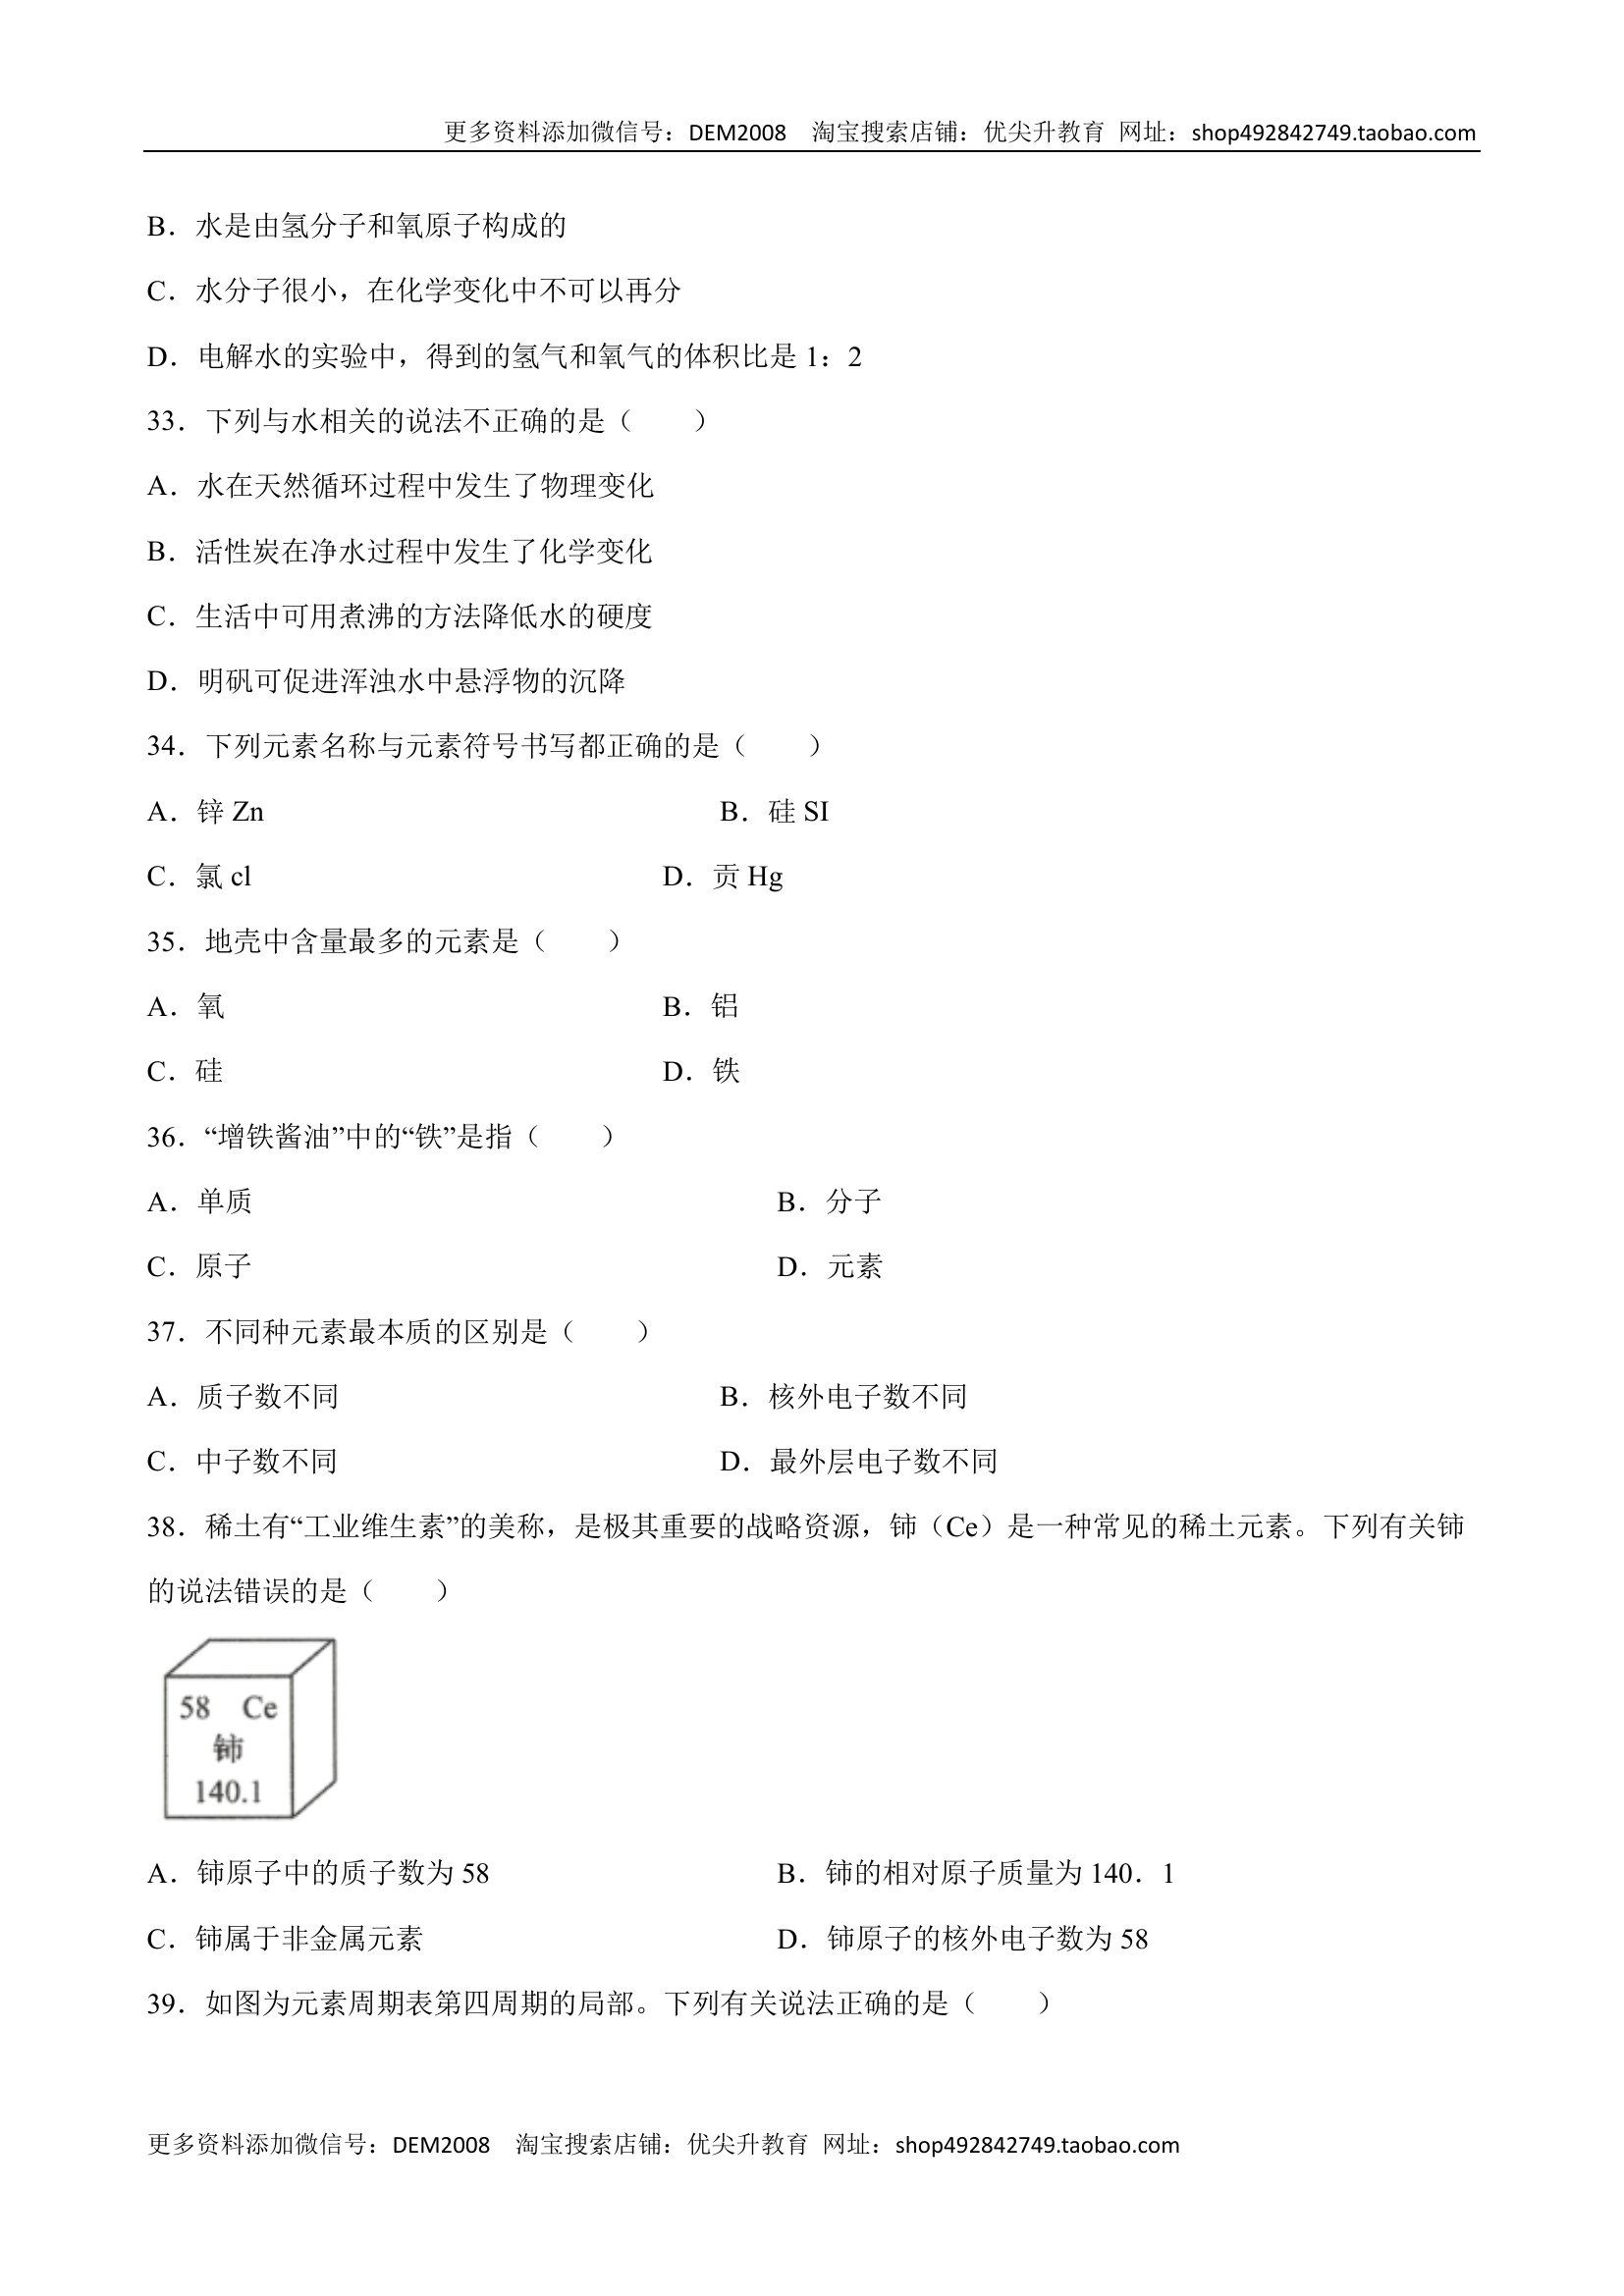 更多资料添加微信号：DEM2008　淘宝搜索店铺：优尖升教育 网址：shop492842749.taobao.com
B．水是由氢分子和氧原子构成的
C．水分子很小，在化学变化中不可以再分
D．电解水的实验中，得到的氢气和氧气的体积比是 1：2
33．下列与水相关的说法不正确的是（　　）
A．水在天然循环过程中发生了物理变化
B．活性炭在净水过程中发生了化学变化
C．生活中可用煮沸的方法降低水的硬度
D．明矾可促进浑浊水中悬浮物的沉降
34．下列元素名称与元素符号书写都正确的是（　　）
A．锌 Zn　　B．硅 SI
C．氯 cl　　D．贡 Hg
35．地壳中含量最多的元素是（　　）
A．氧　　B．铝
C．硅　　D．铁
36．“增铁酱油”中的“铁”是指（　　）
A．单质　　B．分子
C．原子　　D．元素
37．不同种元素最本质的区别是（　　）
A．质子数不同　　B．核外电子数不同
C．中子数不同　　D．最外层电子数不同
38．稀土有“工业维生素”的美称，是极其重要的战略资源，铈（Ce）是一种常见的稀土元素。下列有关铈
的说法错误的是（　　）
58　Ce
铈
140.1
A．铈原子中的质子数为 58　　B．铈的相对原子质量为 140．1
C．铈属于非金属元素　　D．铈原子的核外电子数为 58
39．如图为元素周期表第四周期的局部。下列有关说法正确的是（　　）
更多资料添加微信号：DEM2008　淘宝搜索店铺：优尖升教育 网址：shop492842749.taobao.com